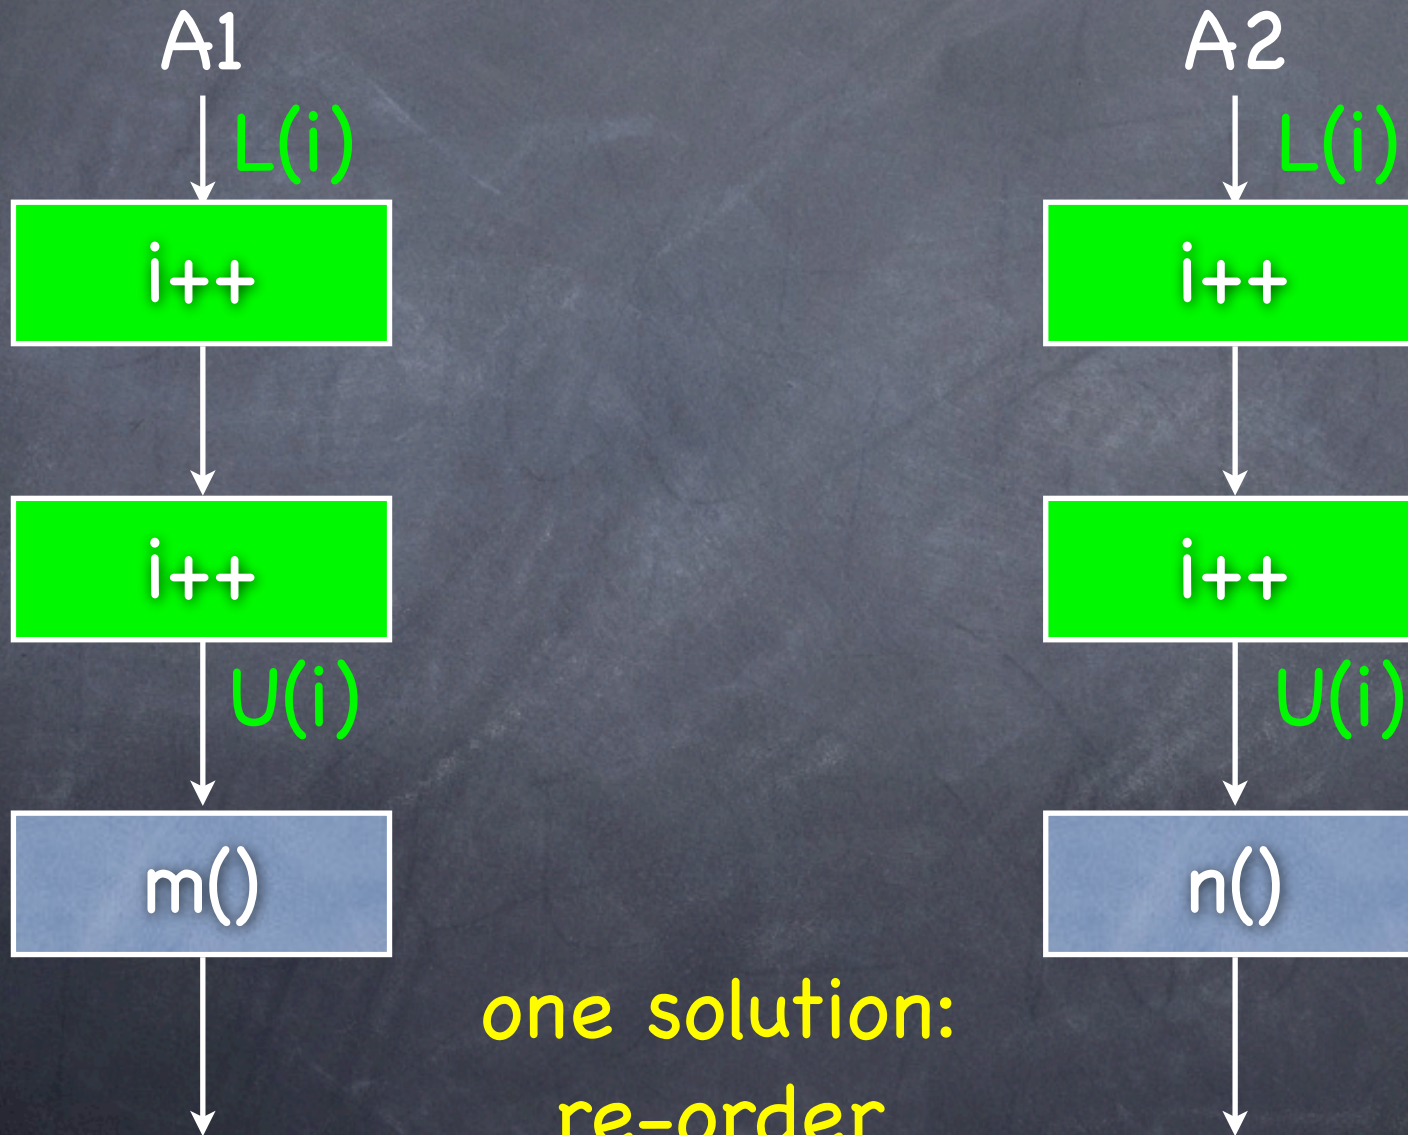 A1
A2
L(i)
L(i)
i++
i++
i++
i++
U(i)
U(i)
m()
n()
one solution:
re-order